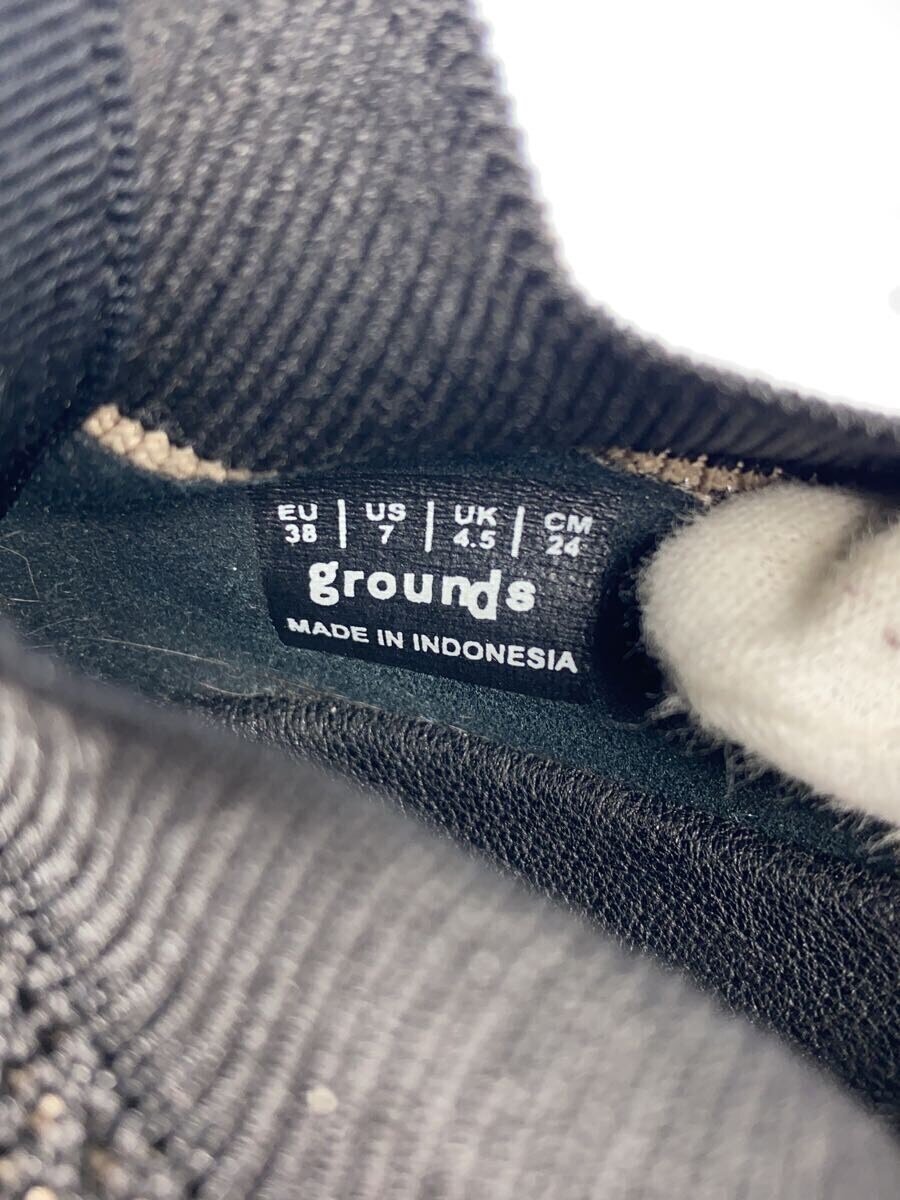 EU | US | UK | CM
38 | 7 | 4.5 | 24
grounds
MADE IN INDONESIA